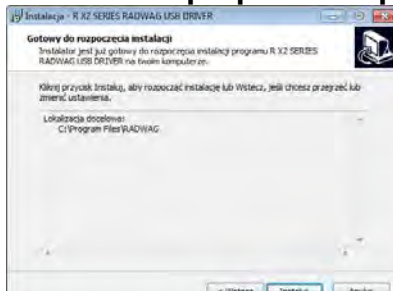 Instalacja - R X2 SERIES RADWAG USB DRIVER
Gotowy do rozpoczęcia instalacji
Instalator jest już gotowy do rozpoczęcia instalacji programu R X2 SERIES
RADWAG USB DRIVER na twoim komputerze.
Kliknij przycisk Instaluj, aby rozpocząć instalację lub Wstecz, jeśli chcesz przejrzeć lub
zmienić ustawienia.
Lokalizacja docelowa:
C:\Program Files\RADWAG
< Wstecz Instaluj Anuluj